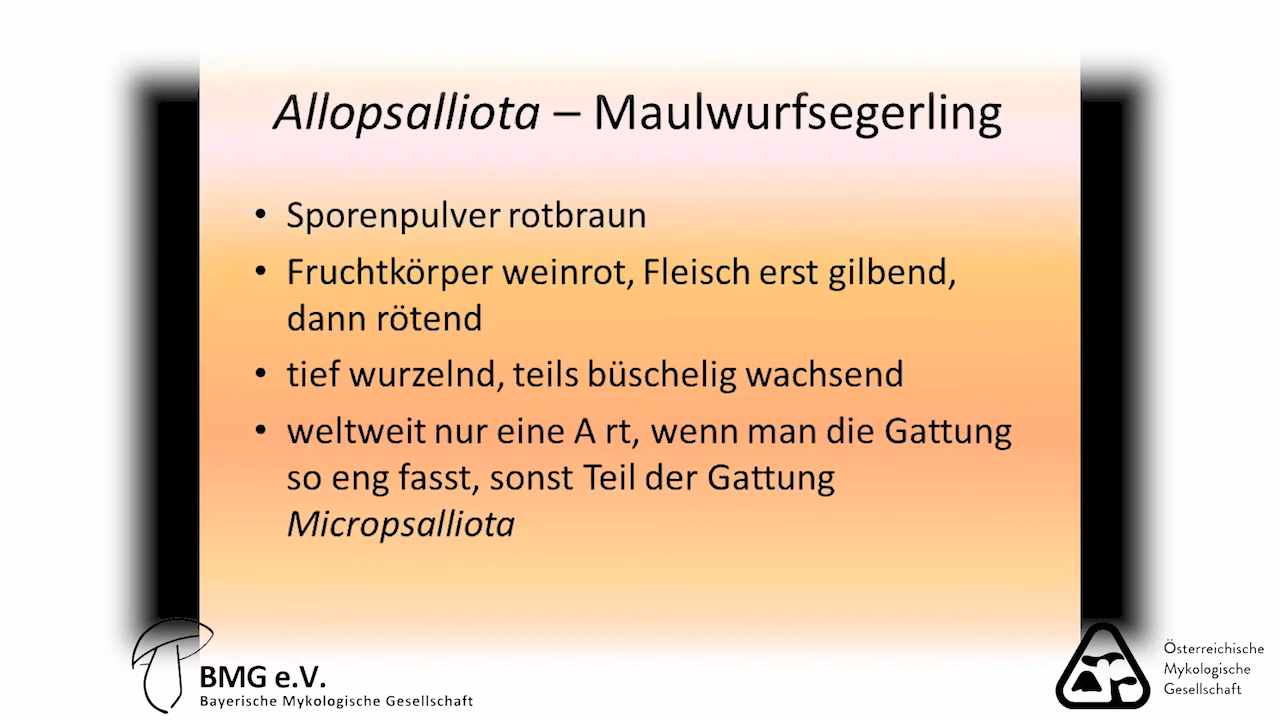 Allopsalliota – Maulwurfsegerling
• Sporenpulver rotbraun
• Fruchtkörper weinrot, Fleisch erst gilbend,
dann rötend
• tief wurzelnd, teils büschelig wachsend
• weltweit nur eine A rt, wenn man die Gattung
so eng fasst, sonst Teil der Gattung
Micropsalliota
BMG e.V.
Bayerische Mykologische Gesellschaft
Österreichische
Mykologische
Gesellschaft